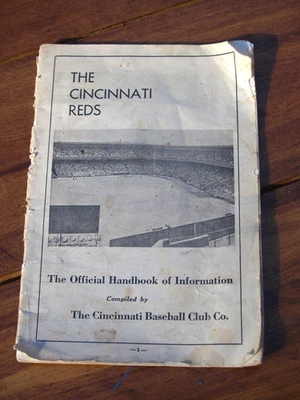 THE
CINCINNATI
REDS
The Official Handbook of Information
Compiled by
The Cincinnati Baseball Club Co.
—1—